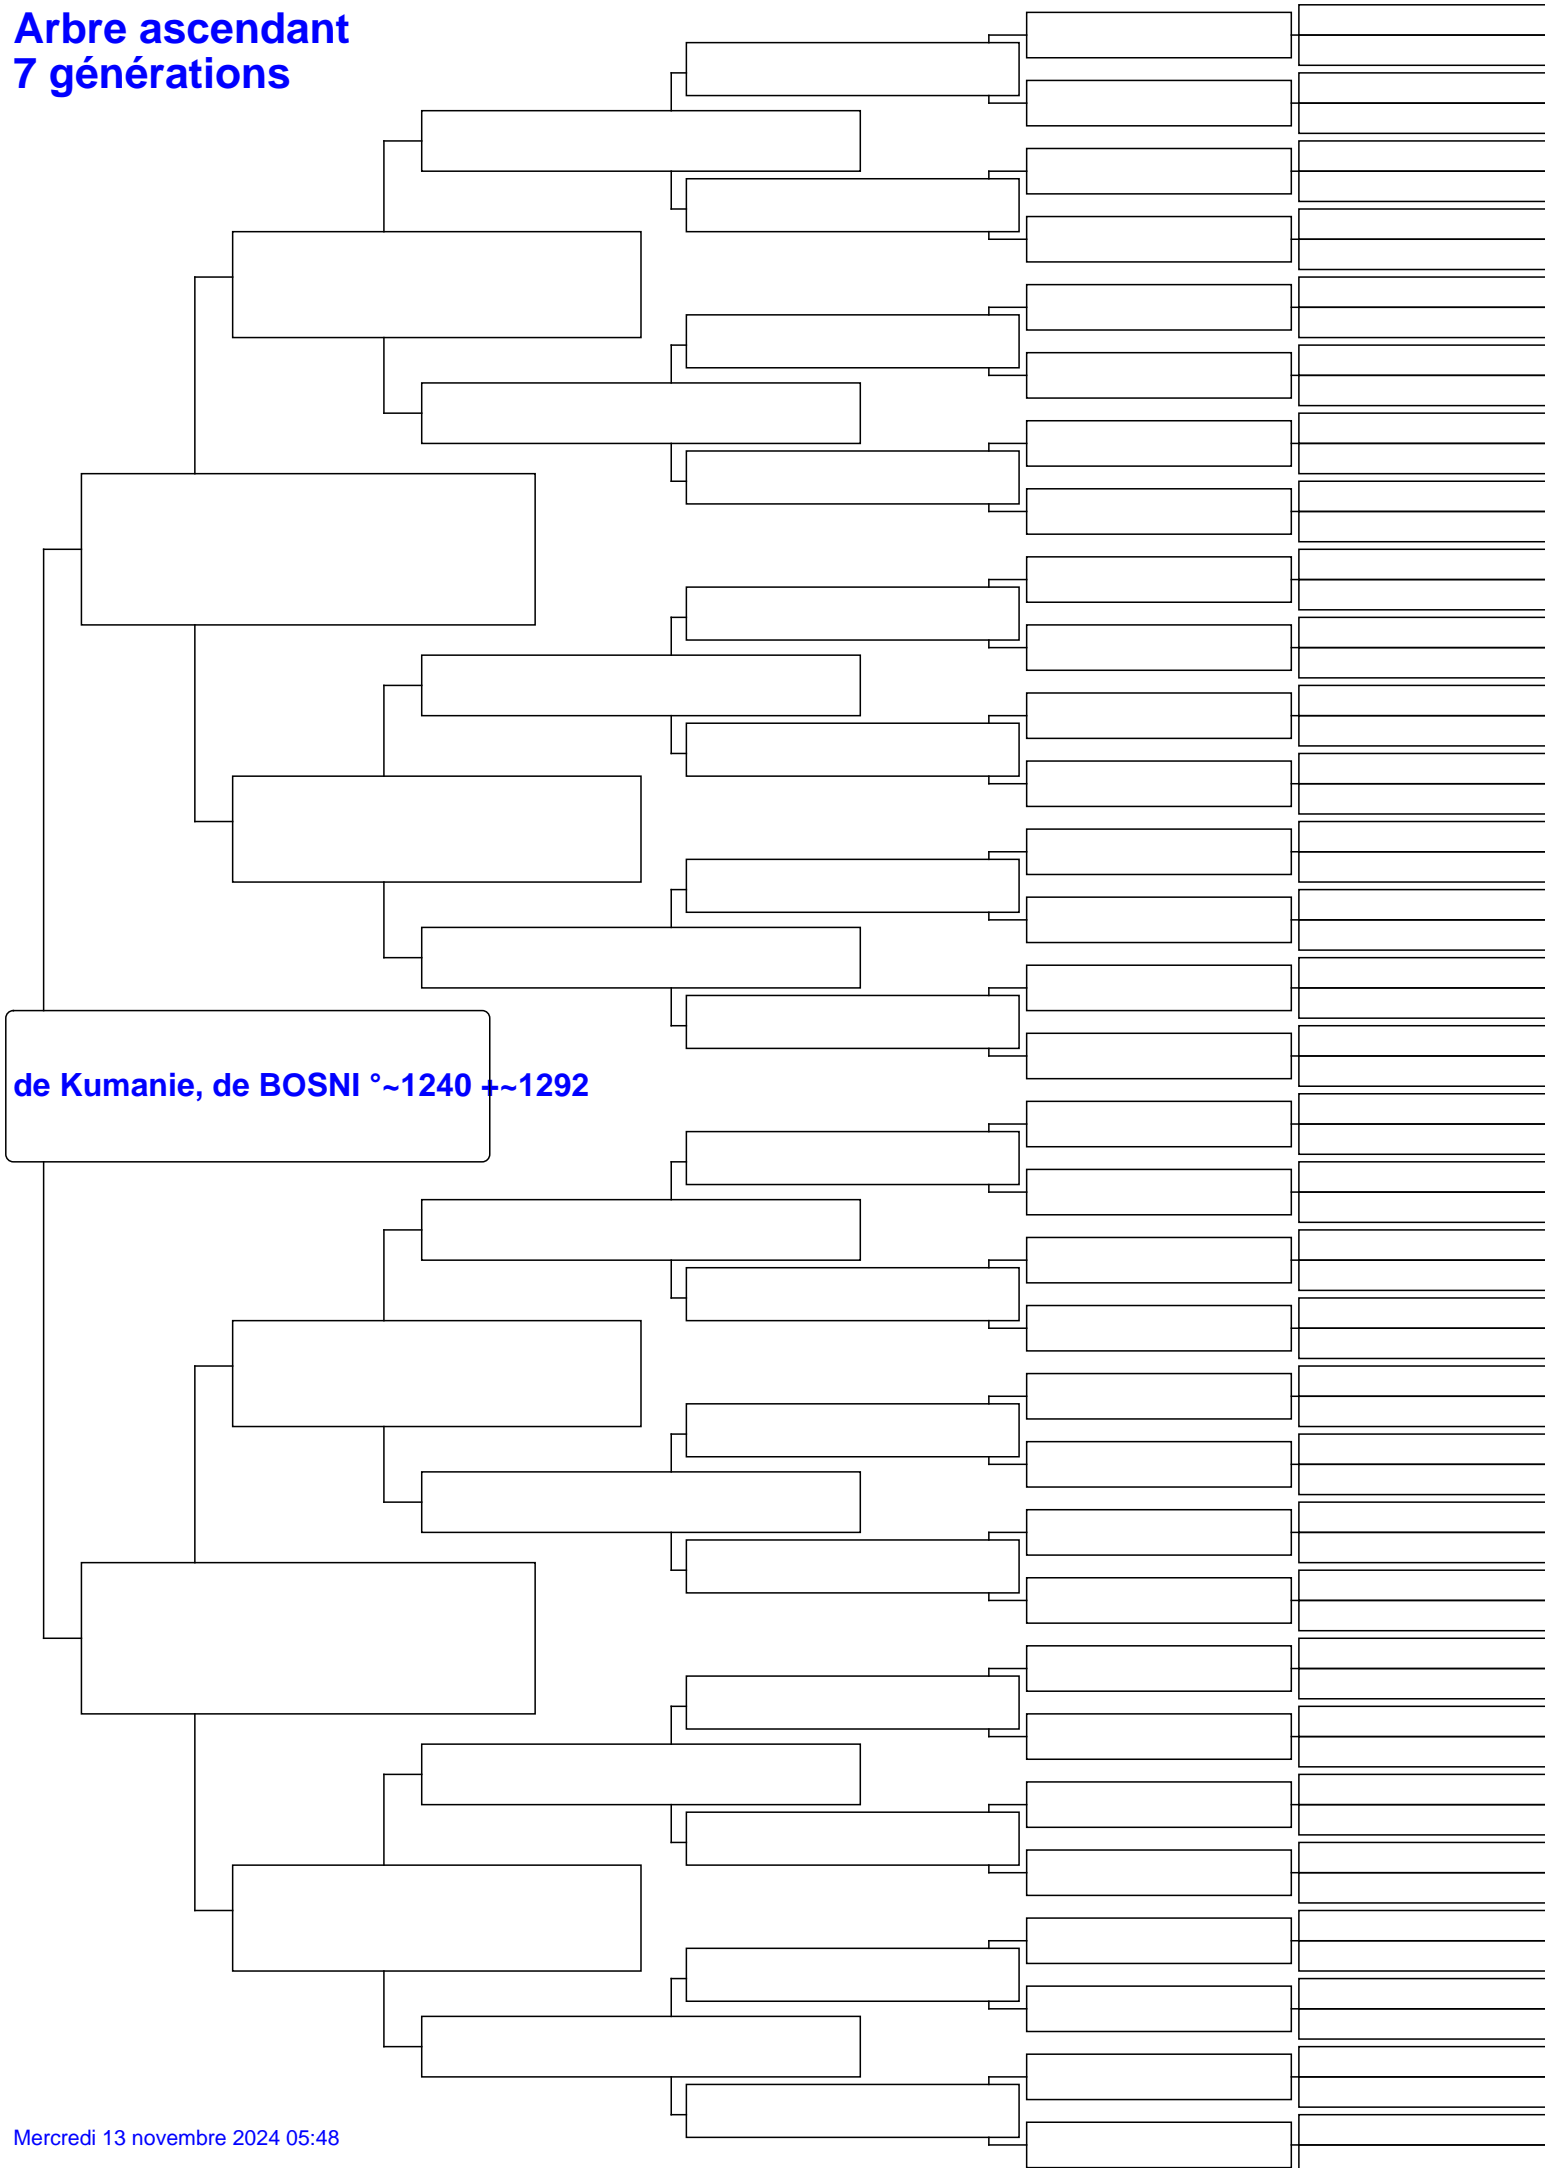 Arbre ascendant
7 générations
de Kumanie, de BOSNI °~1240 +~1292
Mercredi 13 novembre 2024 05:48